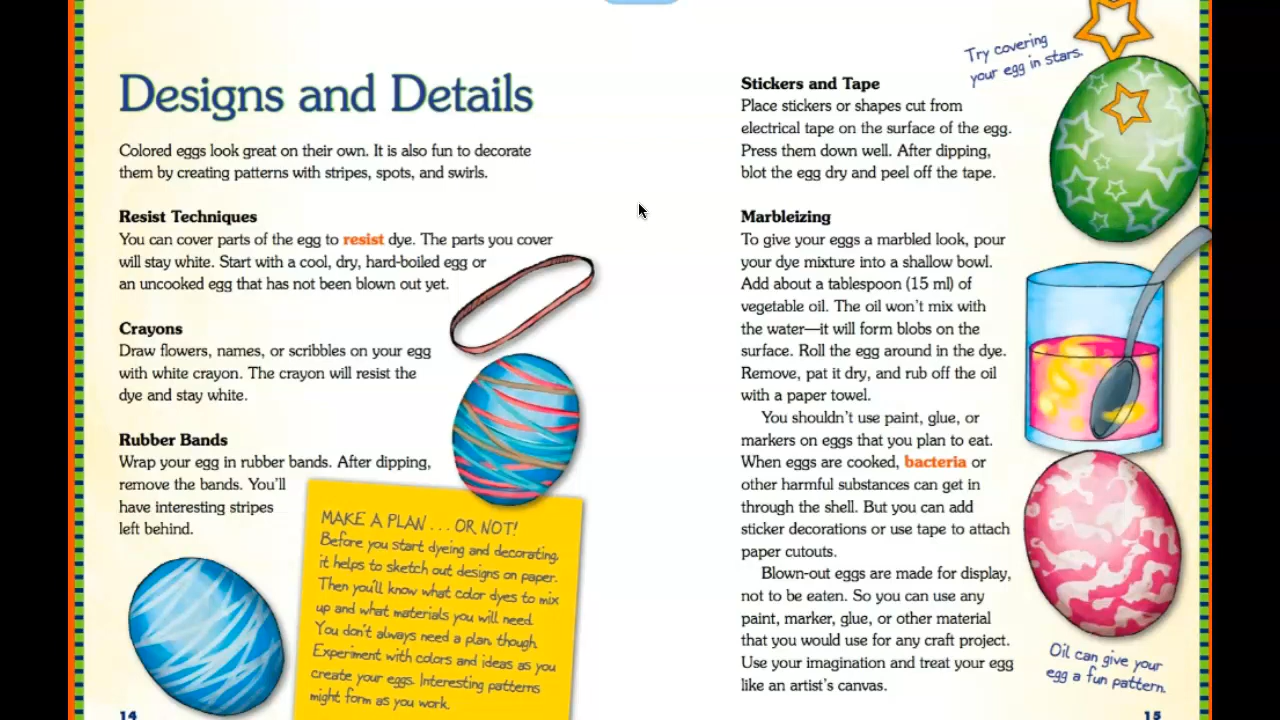 Designs and Details
Colored eggs look great on their own. It is also fun to decorate
them by creating patterns with stripes, spots, and swirls.
Resist Techniques
You can cover parts of the egg to resist dye. The parts you cover
will stay white. Start with a cool, dry, hard-boiled egg or
an uncooked egg that has not been blown out yet.
Crayons
Draw flowers, names, or scribbles on your egg
with white crayon. The crayon will resist the
dye and stay white.
Rubber Bands
Wrap your egg in rubber bands. After dipping,
remove the bands. You'll
have interesting stripes
left behind.
MAKE A PLAN . . . OR NOT!
Before you start dyeing and decorating,
it helps to sketch out designs on paper.
Then you'll know what color dyes to mix
up and what materials you will need.
You don't always need a plan, though.
Experiment with colors and ideas as you
create your eggs. Interesting patterns
might form as you work.
14
Try covering
your egg in stars.
Stickers and Tape
Place stickers or shapes cut from
electrical tape on the surface of the egg.
Press them down well. After dipping,
blot the egg dry and peel off the tape.
Marbleizing
To give your eggs a marbled look, pour
your dye mixture into a shallow bowl.
Add about a tablespoon (15 ml) of
vegetable oil. The oil won't mix with
the water—it will form blobs on the
surface. Roll the egg around in the dye.
Remove, pat it dry, and rub off the oil
with a paper towel.
You shouldn't use paint, glue, or
markers on eggs that you plan to eat.
When eggs are cooked, bacteria or
other harmful substances can get in
through the shell. But you can add
sticker decorations or use tape to attach
paper cutouts.
Blown-out eggs are made for display,
not to be eaten. So you can use any
paint, marker, glue, or other material
that you would use for any craft project.
Use your imagination and treat your egg
like an artist's canvas.
Oil can give your
egg a fun pattern.
15